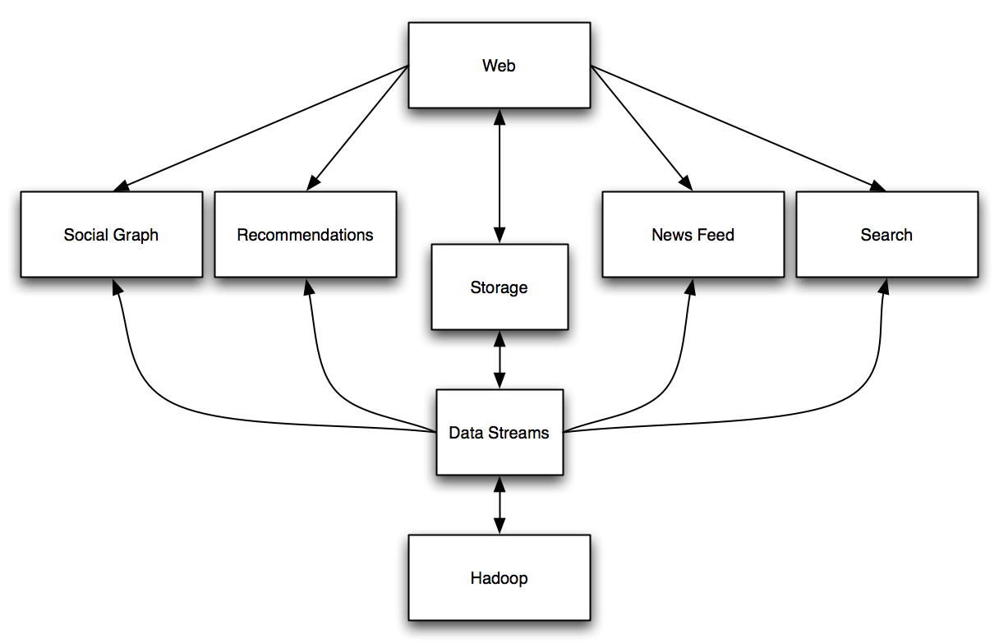 Web
Social Graph
Recommendations
Storage
News Feed
Search
Data Streams
Hadoop